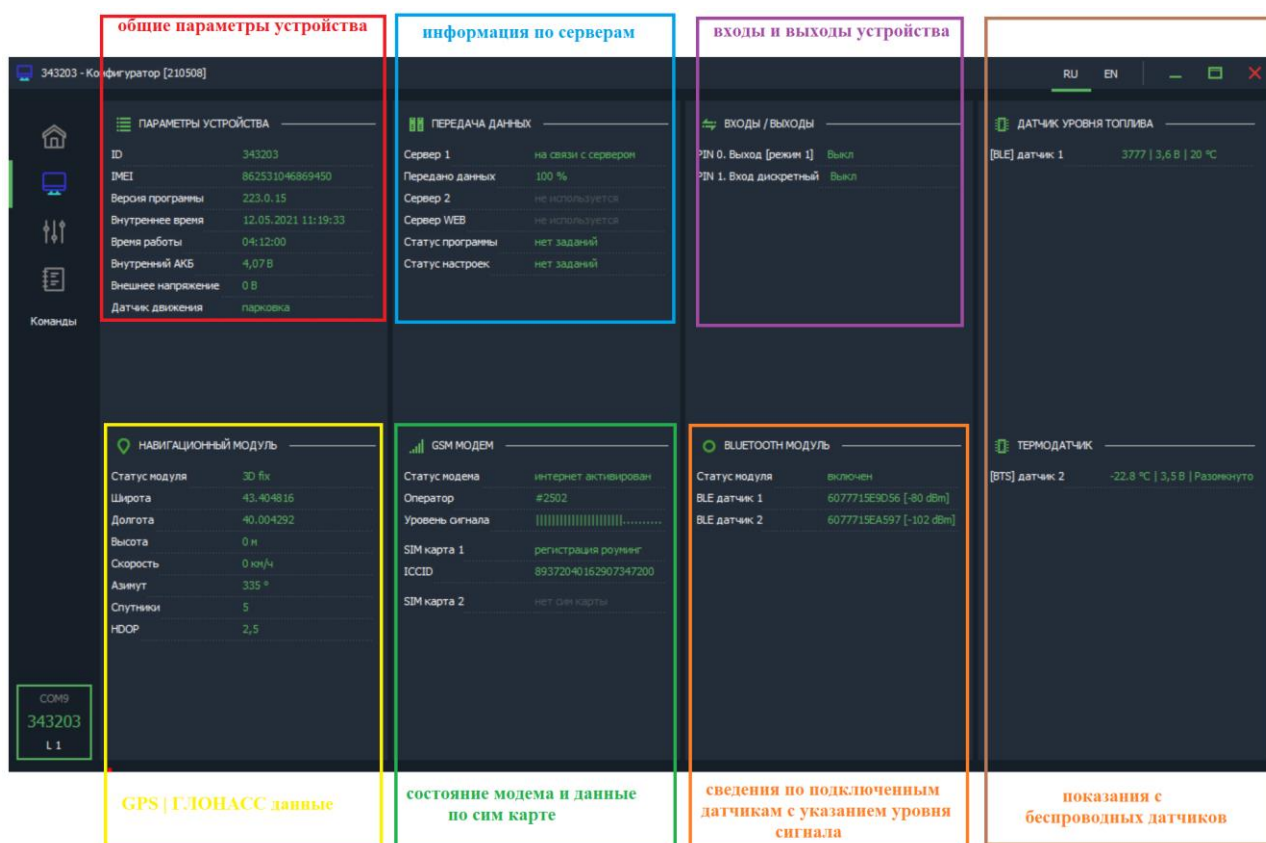 общие параметры устройства
информация по серверам
входы и выходы устройства
343203 - Конфигуратор [210508]
RU EN
ПАРАМЕТРЫ УСТРОЙСТВА
ID 343203
IMEI 862531046869450
Версия программы 223.0.15
Внутреннее время 12.05.2021 11:19:33
Время работы 04:12:00
Внутренний АКБ 4,07 В
Внешнее напряжение 0 В
Датчик движения парковка
ПЕРЕДАЧА ДАННЫХ
Сервер 1 на связи с сервером
Передано данных 100 %
Сервер 2 не используется
Сервер WEB не используется
Статус программы нет заданий
Статус настроек нет заданий
ВХОДЫ / ВЫХОДЫ
PIN 0. Выход [режим 1] Выкл
PIN 1. Вход дискретный Выкл
ДАТЧИК УРОВНЯ ТОПЛИВА
[BLE] датчик 1 3777 | 3,6 В | 20 °C
Команды
НАВИГАЦИОННЫЙ МОДУЛЬ
Статус модуля 3D fix
Широта 43.404816
Долгота 40.004292
Высота 0 м
Скорость 0 км/ч
Азимут 335 °
Спутники 5
HDOP 2,5
GSM МОДЕМ
Статус модема интернет активирован
Оператор #2502
Уровень сигнала
SIM карта 1 регистрация роуминг
ICCID 89372040162907347200
SIM карта 2 нет сим карты
BLUETOOTH МОДУЛЬ
Статус модуля включен
BLE датчик 1 6077715E9D56 [-80 dBm]
BLE датчик 2 6077715EA597 [-102 dBm]
ТЕРМОДАТЧИК
[BTS] датчик 2 -22.8 °C | 3,5 В | Разомкнуто
COM9
343203
L 1
GPS | ГЛОНАСС данные
состояние модема и данные
по сим карте
сведения по подключенным
датчикам с указанием уровня
сигнала
показания с
беспроводных датчиков